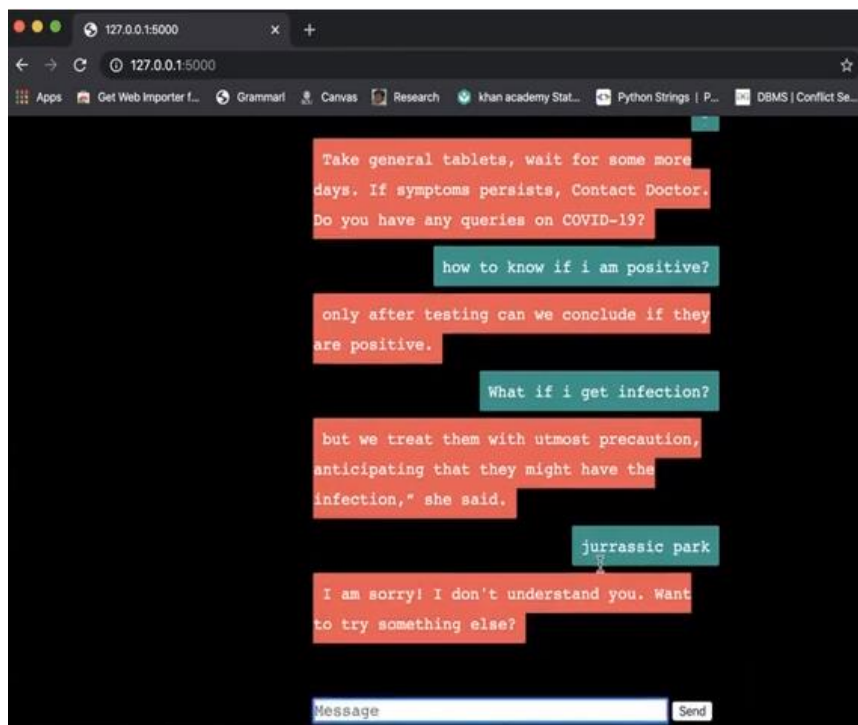 127.0.0.1:5000
127.0.0.1:5000
Apps Get Web Importer f... Grammarl Canvas Research khan academy Stat... Python Strings | P... DBMS | Conflict Se...
Take general tablets, wait for some more
days. If symptoms persists, Contact Doctor.
Do you have any queries on COVID-19?
how to know if i am positive?
only after testing can we conclude if they
are positive.
What if i get infection?
but we treat them with utmost precaution,
anticipating that they might have the
infection,” she said.
jurrassic park
I am sorry! I don't understand you. Want
to try something else?
Message Send